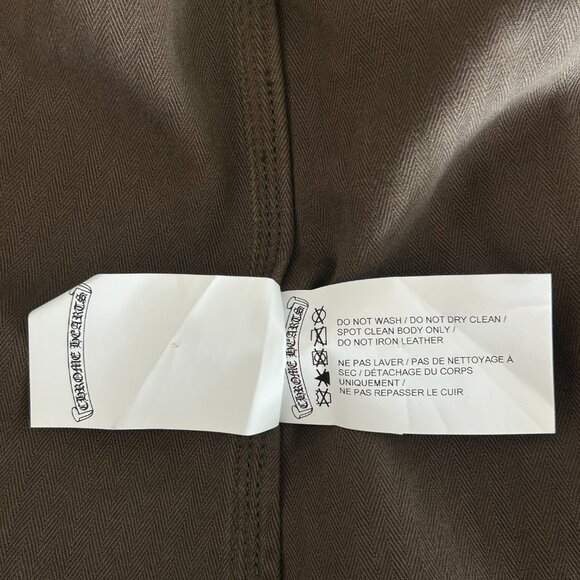 CHROME HEARTS
CHROME HEARTS
DO NOT WASH / DO NOT DRY CLEAN /
SPOT CLEAN BODY ONLY /
DO NOT IRON LEATHER
NE PAS LAVER / PAS DE NETTOYAGE À
SEC / DÉTACHAGE DU CORPS
UNIQUEMENT /
NE PAS REPASSER LE CUIR